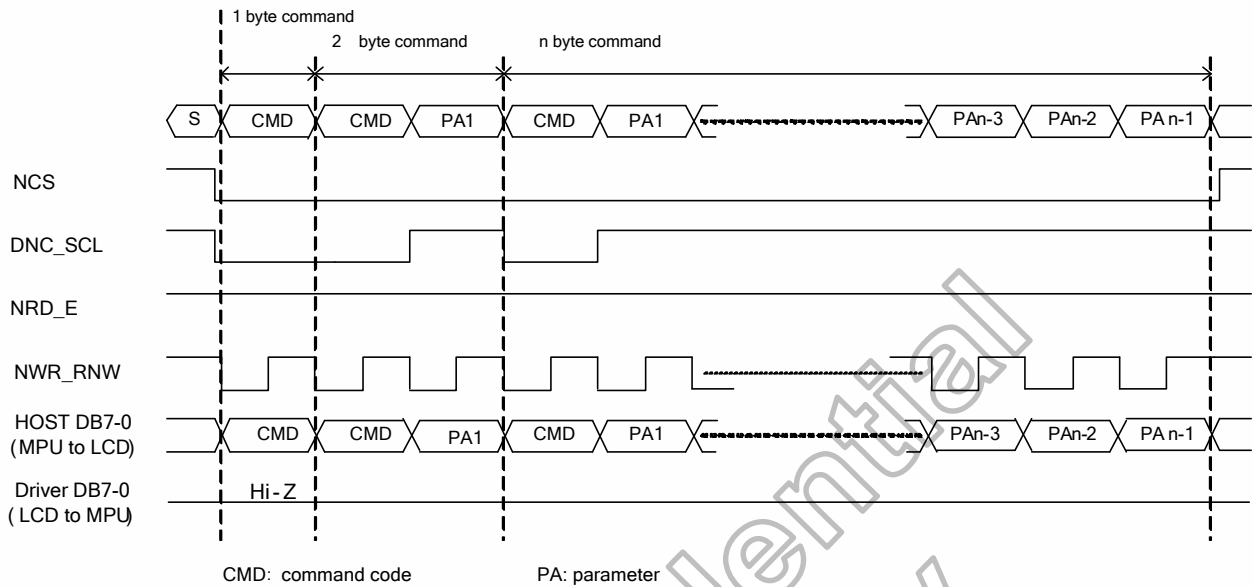 1 byte command
2 byte command n byte command
S CMD CMD PA1 CMD PA1 PAn-3 PAn-2 PA n-1
NCS
DNC_SCL
NRD_E
NWR_RNW
HOST DB7-0
(MPU to LCD)
CMD CMD PA1 CMD PA1 PAn-3 PAn-2 PA n-1
Driver DB7-0
( LCD to MPU)
Hi-Z
CMD: command code PA: parameter